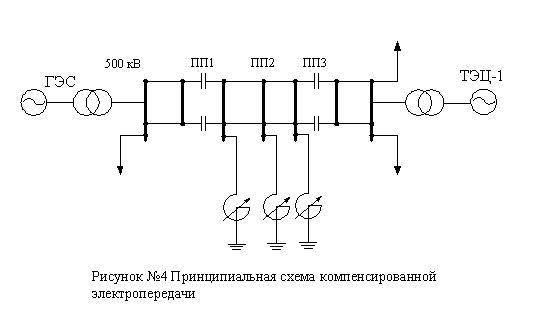 ГЭС
500 кВ
ПП1
ПП2
ПП3
ТЭЦ-1
Рисунок №4 Принципиальная схема компенсированной
электропередачи